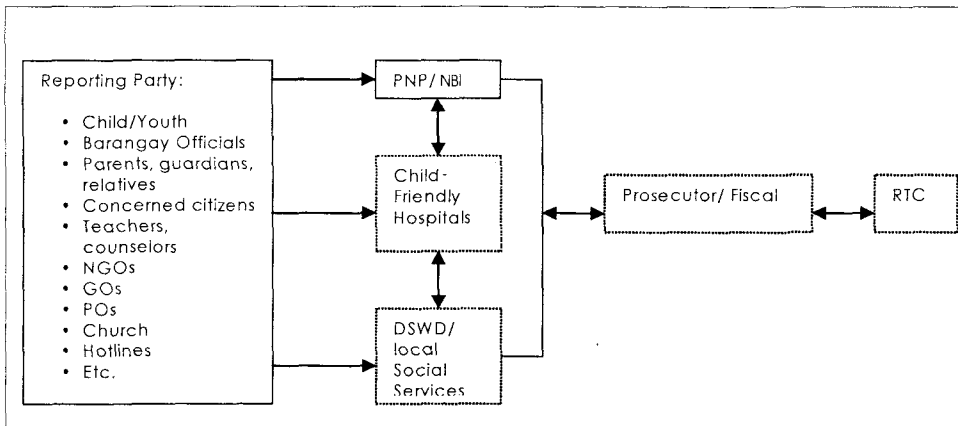 Reporting Party:
• Child/Youth
• Barangay Officials
• Parents, guardians,
relatives
• Concerned citizens
• Teachers,
counselors
• NGOs
• GOs
• POs
• Church
• Hotlines
• Etc.
PNP/ NBI
Child-
Friendly
Hospitals
DSWD/
local
Social
Services
Prosecutor/ Fiscal
RTC